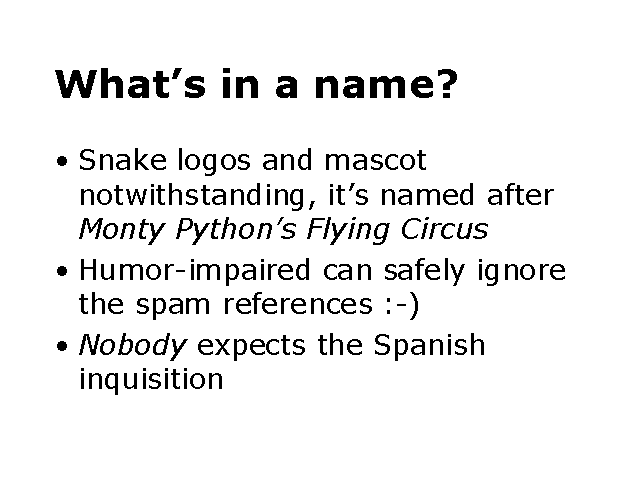 What’s in a name?
• Snake logos and mascot
notwithstanding, it’s named after
Monty Python’s Flying Circus
• Humor-impaired can safely ignore
the spam references :-)
• Nobody expects the Spanish
inquisition